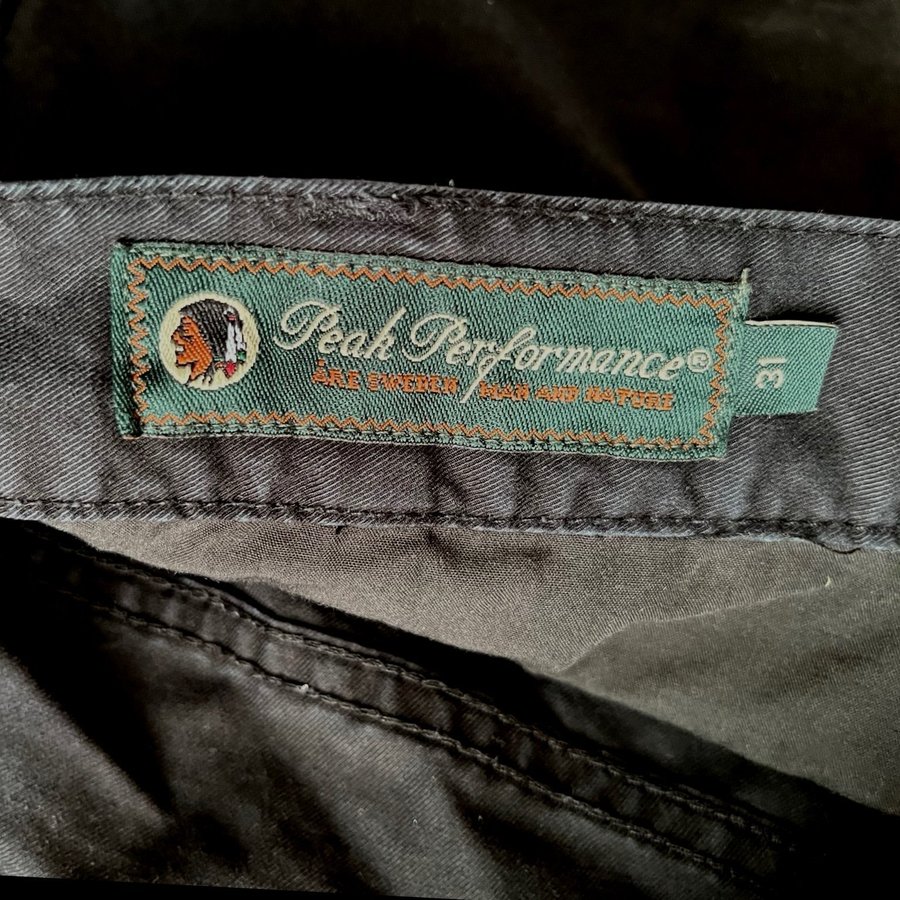 Peak Performance®
ÅRE SWEDEN MAN AND NATURE
31